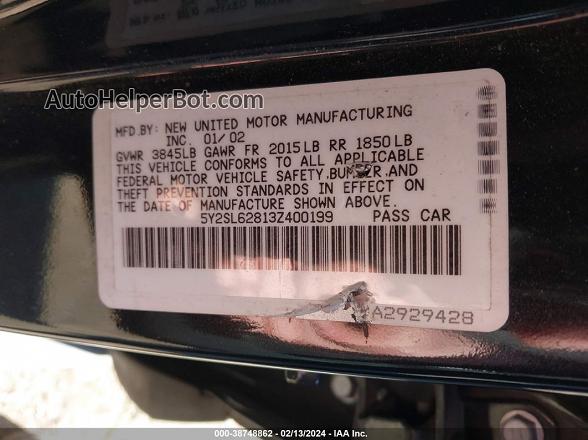 AutoHelperBot.com
MFD.BY: NEW UNITED MOTOR MANUFACTURING
INC. 01/02
GVWR 3845LB GAWR FR 2015LB RR 1850LB
THIS VEHICLE CONFORMS TO ALL APPLICABLE
FEDERAL MOTOR VEHICLE SAFETY,BUMPER,AND
THEFT PREVENTION STANDARDS IN EFFECT ON
THE DATE OF MANUFACTURE SHOWN ABOVE.
5Y2SL62813Z400199 PASS CAR
A2929428
000-38748862 - 02/13/2024 - IAA Inc.